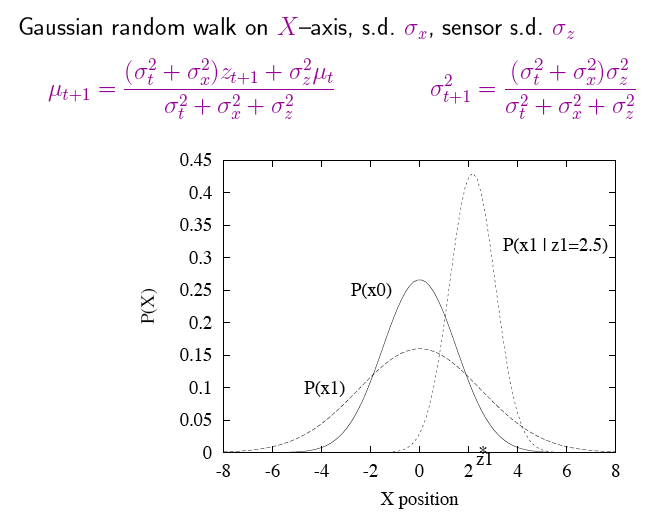 Gaussian random walk on X–axis, s.d. σₓ, sensor s.d. σ_z
μ_{t+1} = \frac{(σ_t^2 + σ_x^2)z_{t+1} + σ_z^2 μ_t}{σ_t^2 + σ_x^2 + σ_z^2}
σ_{t+1}^2 = \frac{(σ_t^2 + σ_x^2)σ_z^2}{σ_t^2 + σ_x^2 + σ_z^2}
0.45
0.4
0.35
0.3
0.25
0.2
0.15
0.1
0.05
0
P(X)
P(x1 | z1=2.5)
P(x0)
P(x1)
*
z1
-8 -6 -4 -2 0 2 4 6 8
X position